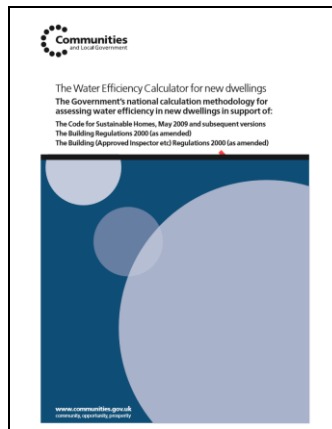 Communities
and Local Government
The Water Efficiency Calculator for new dwellings
The Government's national calculation methodology for
assessing water efficiency in new dwellings in support of:
The Code for Sustainable Homes, May 2009 and subsequent versions
The Building Regulations 2000 (as amended)
The Building (Approved Inspector etc) Regulations 2000 (as amended)
www.communities.gov.uk
community, opportunity, prosperity